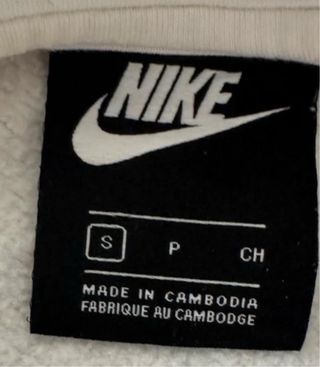 NIKE
S P CH
MADE IN CAMBODIA
FABRIQUE AU CAMBODGE